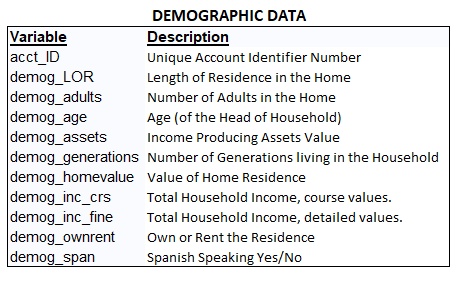 DEMOGRAPHIC DATA
Variable Description
acct_ID Unique Account Identifier Number
demog_LOR Length of Residence in the Home
demog_adults Number of Adults in the Home
demog_age Age (of the Head of Household)
demog_assets Income Producing Assets Value
demog_generations Number of Generations living in the Household
demog_homevalue Value of Home Residence
demog_inc_crs Total Household Income, course values.
demog_inc_fine Total Household Income, detailed values.
demog_ownrent Own or Rent the Residence
demog_span Spanish Speaking Yes/No